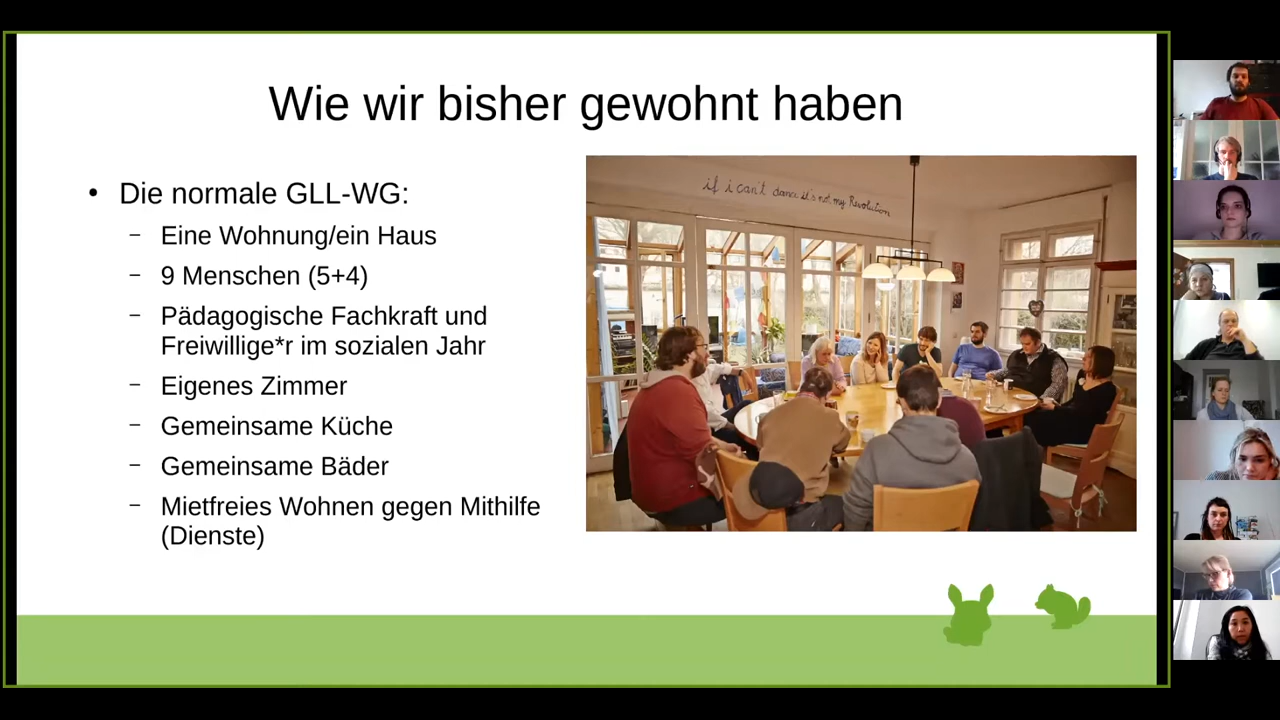 Wie wir bisher gewohnt haben
• Die normale GLL-WG:
– Eine Wohnung/ein Haus
– 9 Menschen (5+4)
– Pädagogische Fachkraft und
Freiwillige*r im sozialen Jahr
– Eigenes Zimmer
– Gemeinsame Küche
– Gemeinsame Bäder
– Mietfreies Wohnen gegen Mithilfe
(Dienste)
if i can't dance it's not my Revolution